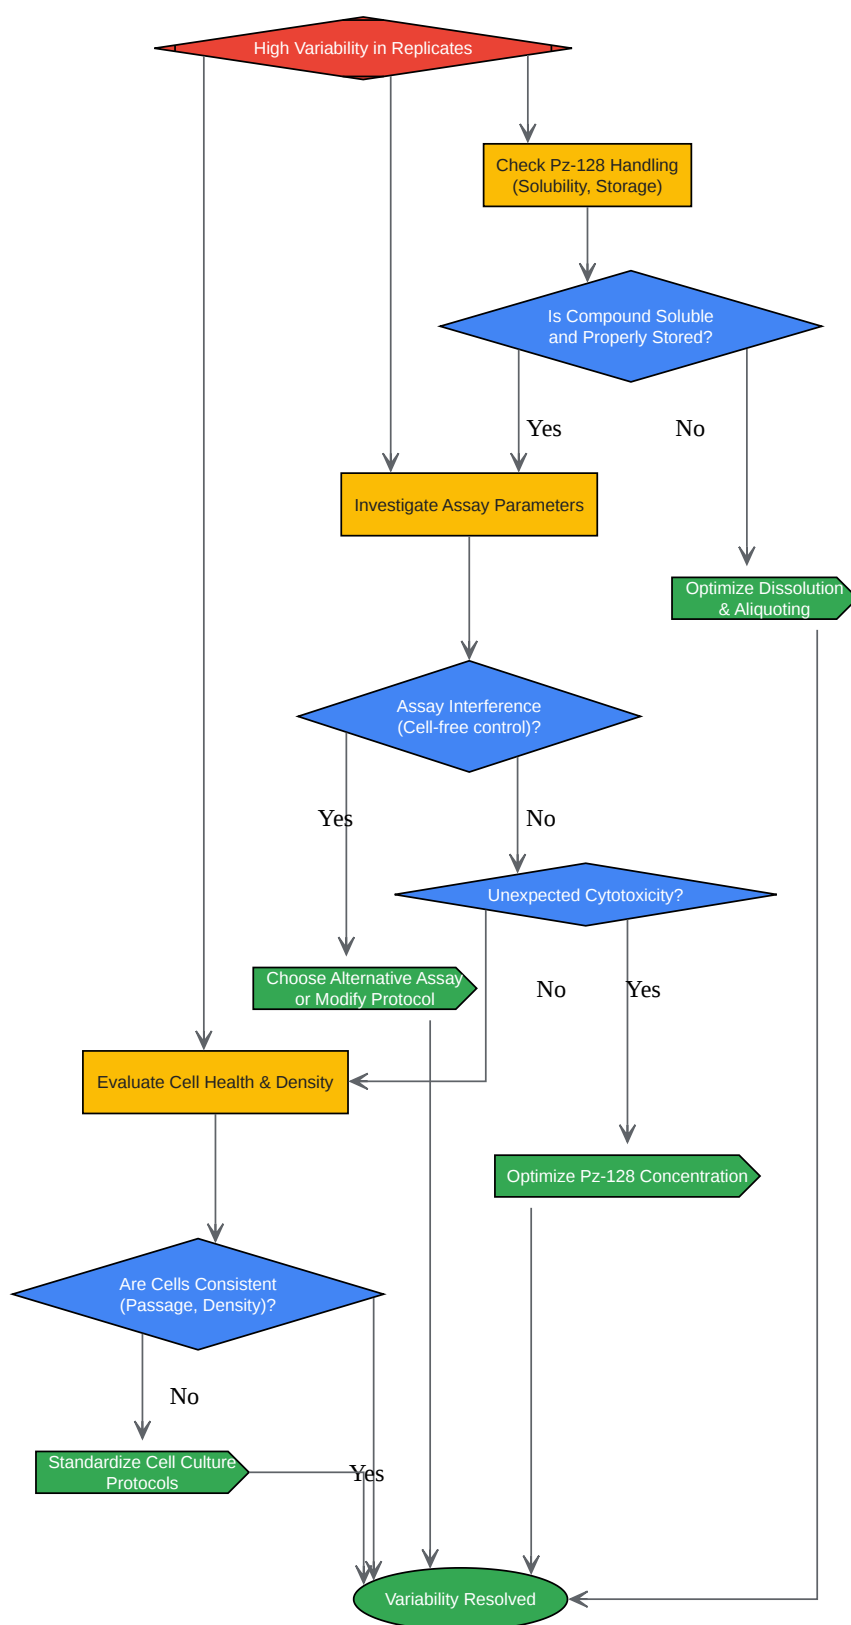 High Variability in Replicates
Check Pz-128 Handling
(Solubility, Storage)
Is Compound Soluble
and Properly Stored?
Yes
No
Investigate Assay Parameters
Optimize Dissolution
& Aliquoting
Assay Interference
(Cell-free control)?
Yes
No
Unexpected Cytotoxicity?
Choose Alternative Assay
or Modify Protocol
No
Yes
Evaluate Cell Health & Density
Optimize Pz-128 Concentration
Are Cells Consistent
(Passage, Density)?
No
Standardize Cell Culture
Protocols
Yes
Variability Resolved